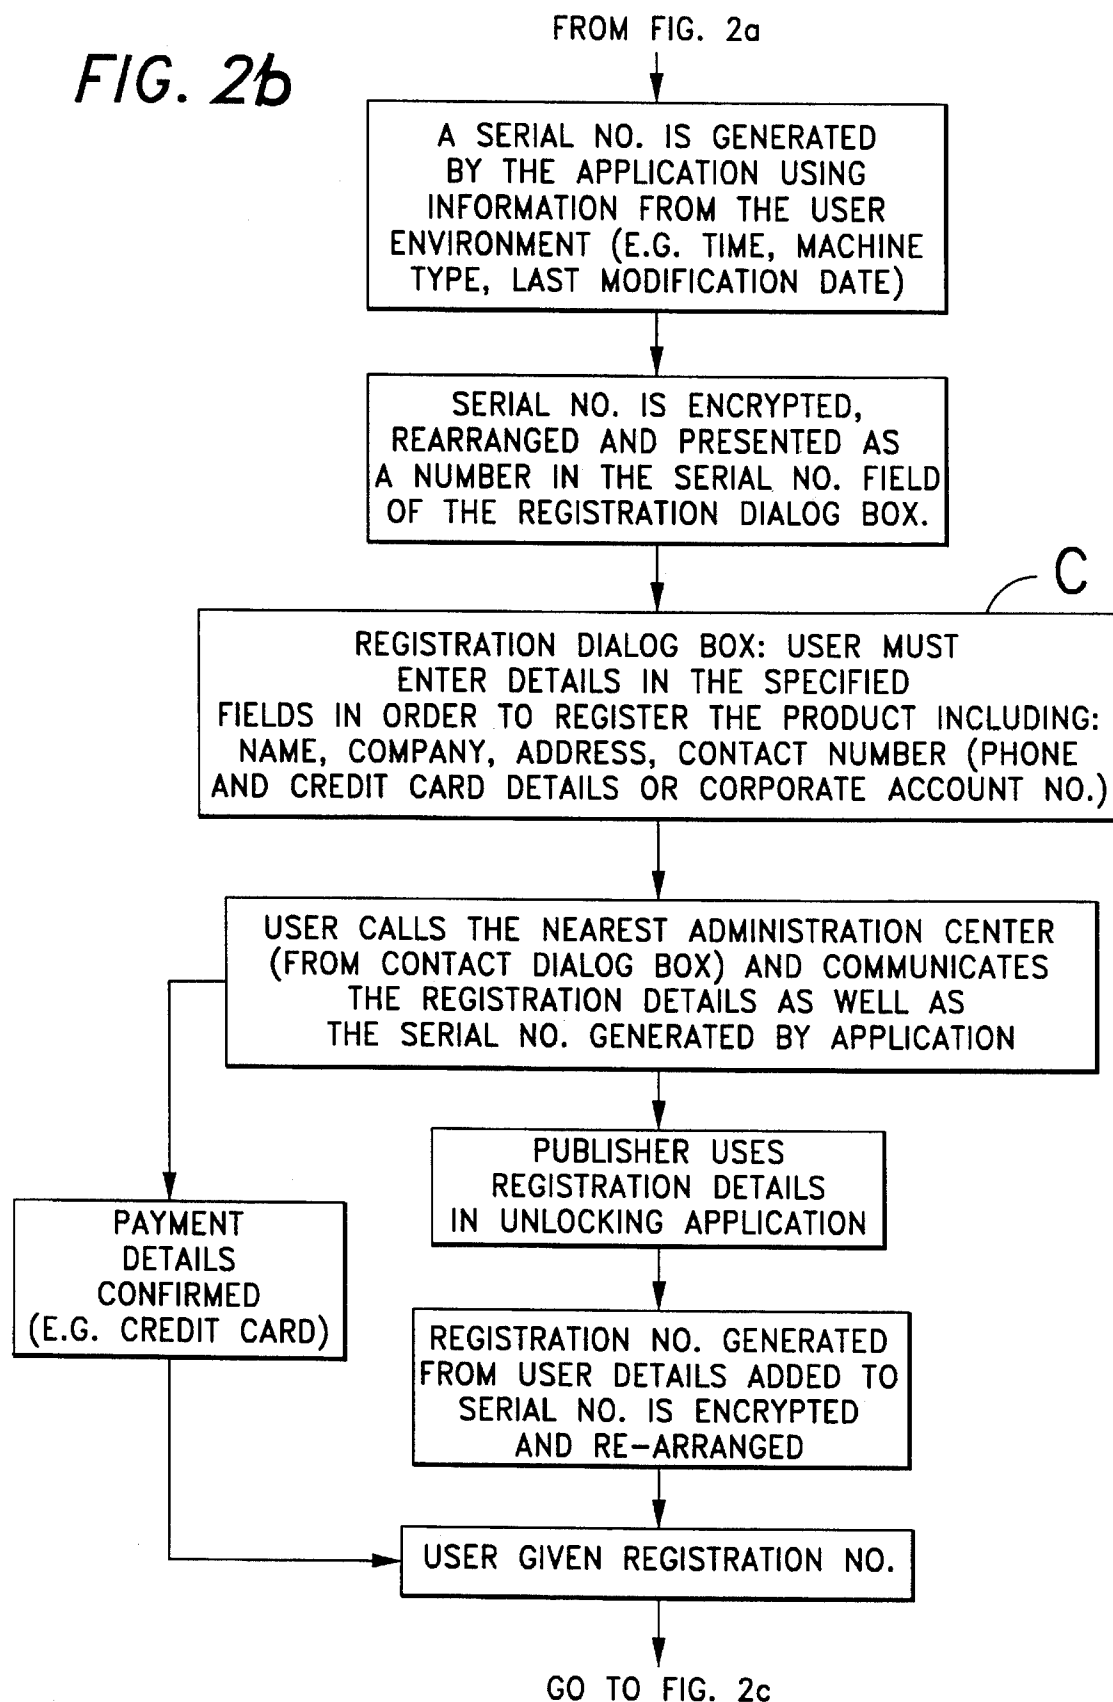 FROM FIG. 2a
FIG. 2b
A SERIAL NO. IS GENERATED
BY THE APPLICATION USING
INFORMATION FROM THE USER
ENVIRONMENT (E.G. TIME, MACHINE
TYPE, LAST MODIFICATION DATE)
SERIAL NO. IS ENCRYPTED,
REARRANGED AND PRESENTED AS
A NUMBER IN THE SERIAL NO. FIELD
OF THE REGISTRATION DIALOG BOX.
C
REGISTRATION DIALOG BOX: USER MUST
ENTER DETAILS IN THE SPECIFIED
FIELDS IN ORDER TO REGISTER THE PRODUCT INCLUDING:
NAME, COMPANY, ADDRESS, CONTACT NUMBER (PHONE
AND CREDIT CARD DETAILS OR CORPORATE ACCOUNT NO.)
USER CALLS THE NEAREST ADMINISTRATION CENTER
(FROM CONTACT DIALOG BOX) AND COMMUNICATES
THE REGISTRATION DETAILS AS WELL AS
THE SERIAL NO. GENERATED BY APPLICATION
PUBLISHER USES
REGISTRATION DETAILS
IN UNLOCKING APPLICATION
PAYMENT
DETAILS
CONFIRMED
(E.G. CREDIT CARD)
REGISTRATION NO. GENERATED
FROM USER DETAILS ADDED TO
SERIAL NO. IS ENCRYPTED
AND RE-ARRANGED
USER GIVEN REGISTRATION NO.
GO TO FIG. 2c